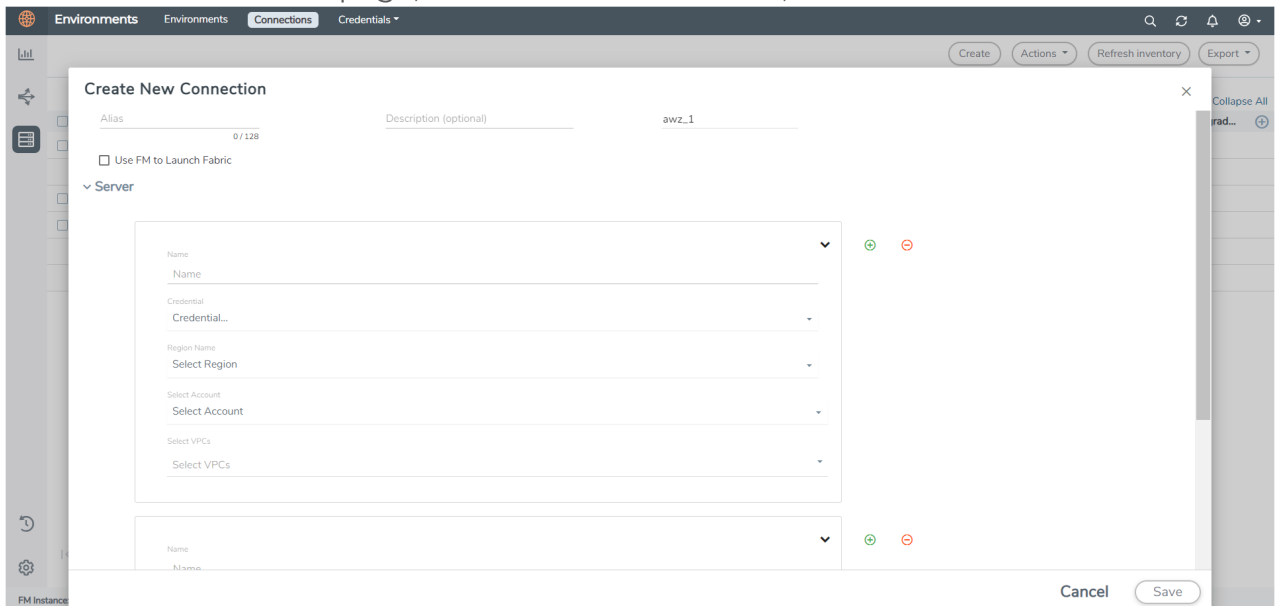 Environments Environments Connections Credentials
Create Actions Refresh inventory Export
Create New Connection
Collapse All
Alias Description (optional) awz_1
0 / 128
Use FM to Launch Fabric
Server
Name
Name
Credential
Credential...
Region Name
Select Region
Select Account
Select Account
Select VPCs
Select VPCs
Name
Name
Cancel Save
FM Instance